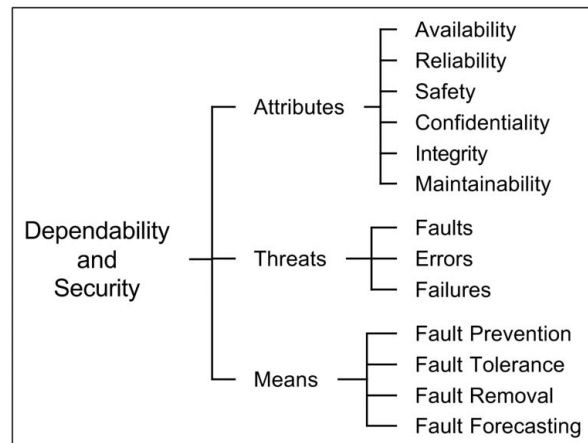 Dependability
and
Security
Attributes
Availability
Reliability
Safety
Confidentiality
Integrity
Maintainability
Threats
Faults
Errors
Failures
Means
Fault Prevention
Fault Tolerance
Fault Removal
Fault Forecasting